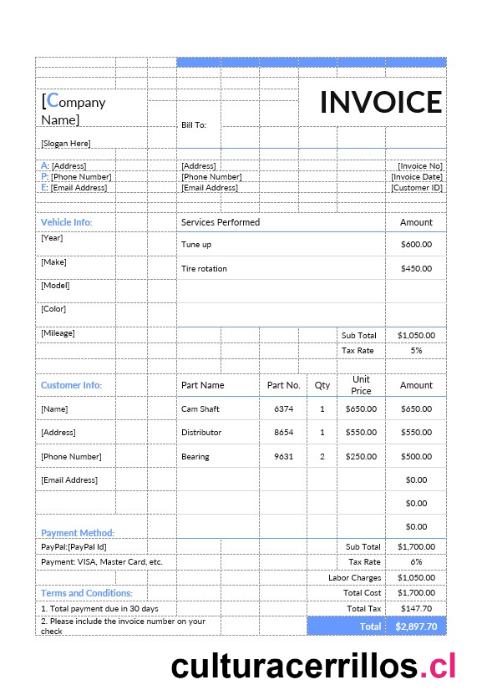 INVOICE
[Company
Name]
Bill To:
[Slogan Here]
A: [Address] [Address] [Invoice No]
P: [Phone Number] [Phone Number] [Invoice Date]
E: [Email Address] [Email Address] [Customer ID]
Vehicle Info: Services Performed Amount
[Year]
Tune up $600.00
[Make]
Tire rotation $450.00
[Model]
[Color]
[Mileage] Sub Total $1,050.00
Tax Rate 5%
Customer Info: Part Name Part No. Qty Unit Price Amount
[Name] Cam Shaft 6374 1 $650.00 $650.00
[Address] Distributor 8654 1 $550.00 $550.00
[Phone Number] Bearing 9631 2 $250.00 $500.00
[Email Address] $0.00
$0.00
$0.00
Payment Method:
PayPal:[PayPal Id] Sub Total $1,700.00
Payment: VISA, Master Card, etc. Tax Rate 6%
Labor Charges $1,050.00
Terms and Conditions: Total Cost $1,700.00
1. Total payment due in 30 days Total Tax $147.70
2. Please include the invoice number on your
check
Total $2,897.70
culturacerrillos.cl